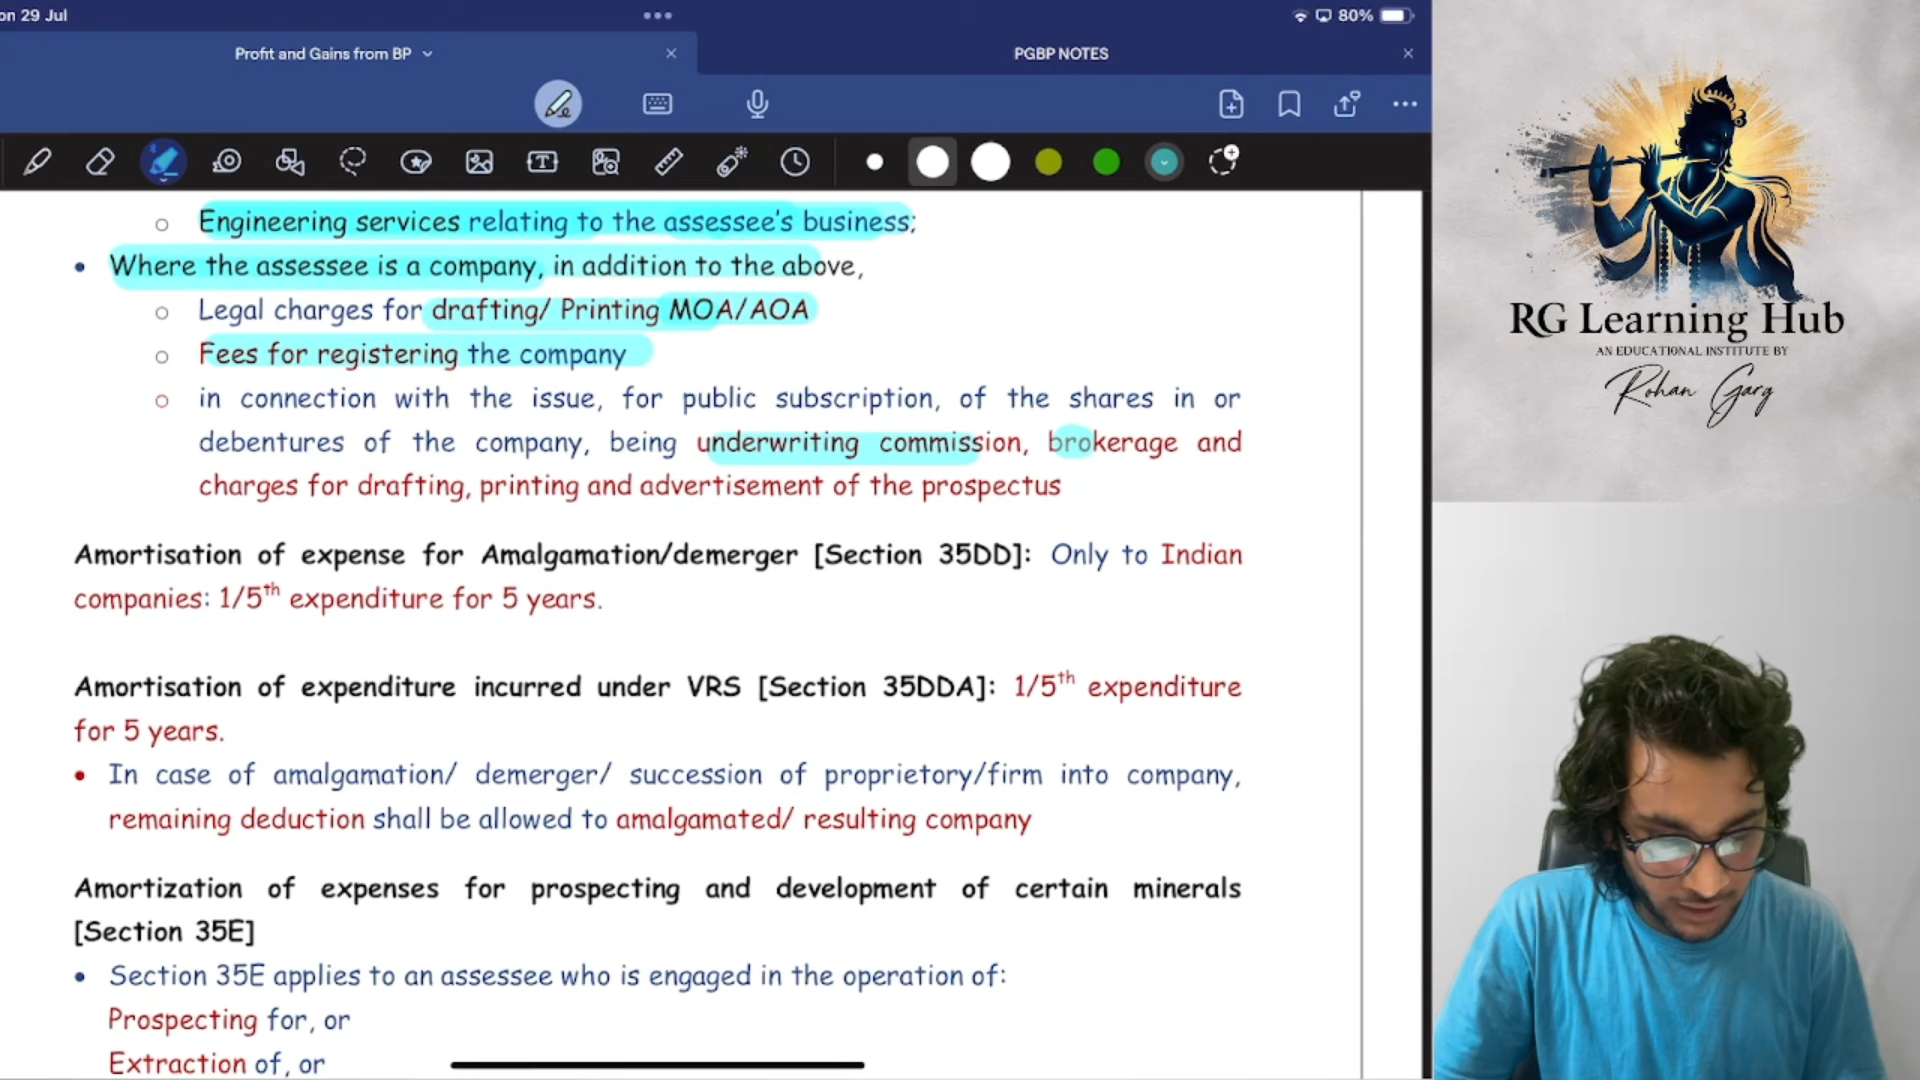 on 29 Jul
80%
Profit and Gains from BP
PGBP NOTES
Engineering services relating to the assessee's business;
Where the assessee is a company, in addition to the above,
Legal charges for drafting/ Printing MOA/AOA
Fees for registering the company
in connection with the issue, for public subscription, of the shares in or
debentures of the company, being underwriting commission, brokerage and
charges for drafting, printing and advertisement of the prospectus
Amortisation of expense for Amalgamation/demerger [Section 35DD]: Only to Indian
companies: 1/5th expenditure for 5 years.
Amortisation of expenditure incurred under VRS [Section 35DDA]: 1/5th expenditure
for 5 years.
In case of amalgamation/ demerger/ succession of proprietory/firm into company,
remaining deduction shall be allowed to amalgamated/ resulting company
Amortization of expenses for prospecting and development of certain minerals
[Section 35E]
Section 35E applies to an assessee who is engaged in the operation of:
Prospecting for, or
Extraction of, or
RG Learning Hub
AN EDUCATIONAL INSTITUTE BY
Rohan Garg